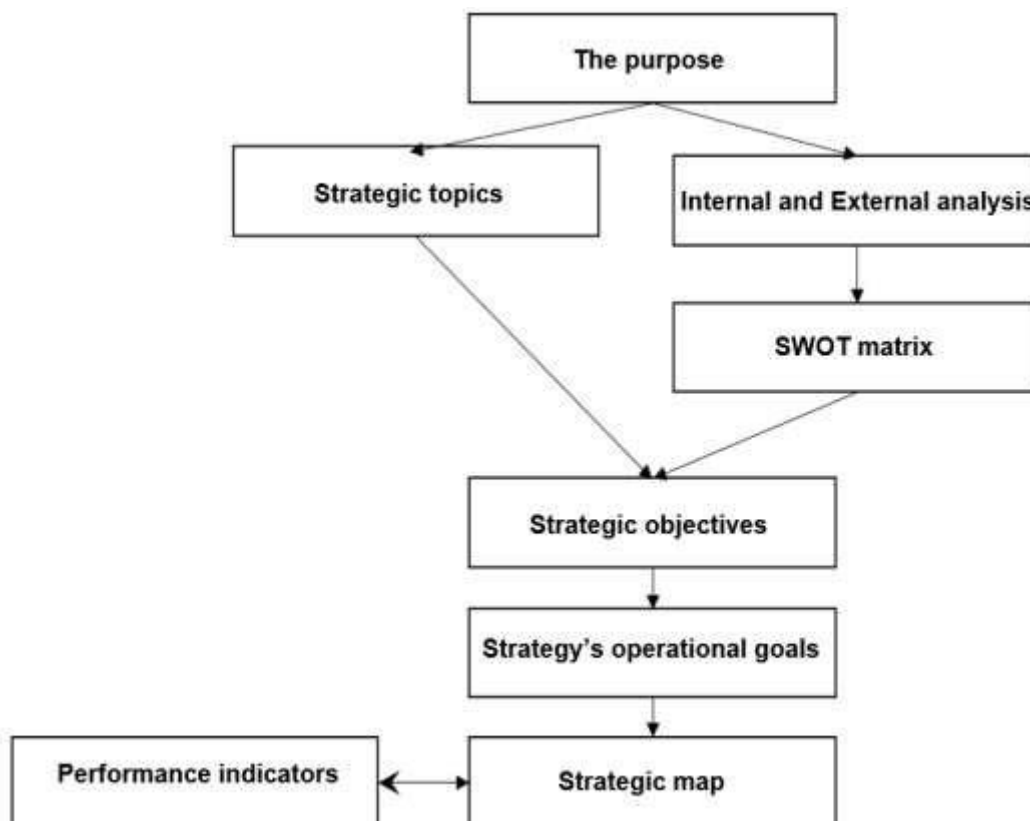 The purpose
Strategic topics
Internal and External analysis
SWOT matrix
Strategic objectives
Strategy’s operational goals
Performance indicators
Strategic map